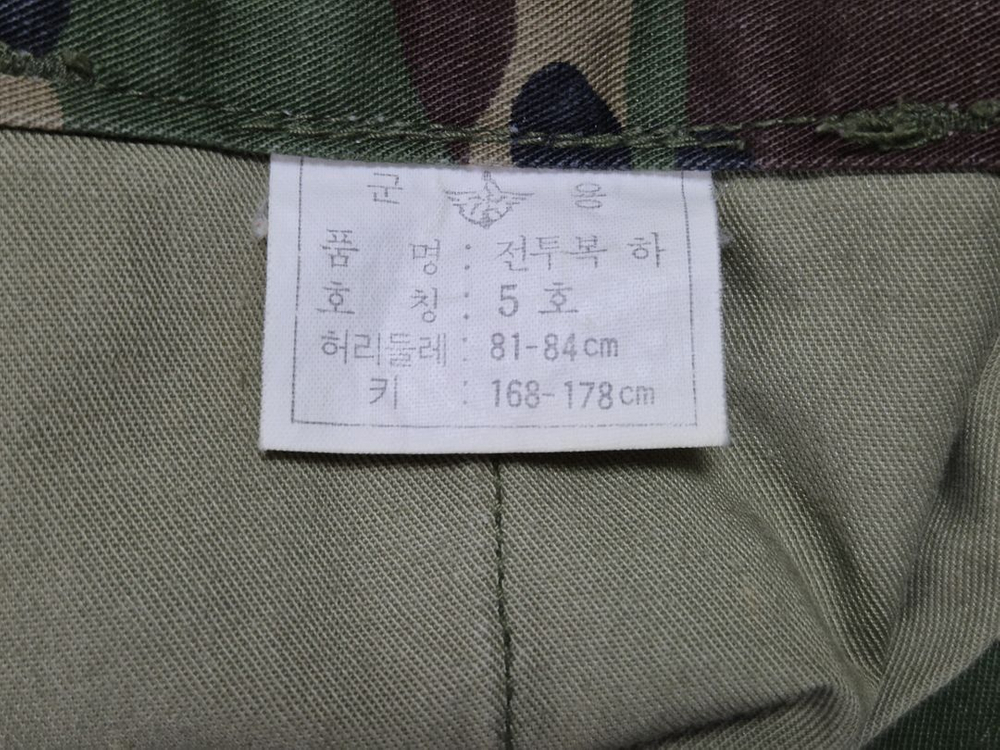 군 용
품 명 : 전투복 하
호 칭 : 5 호
허리둘레 : 81-84cm
키 : 168-178cm